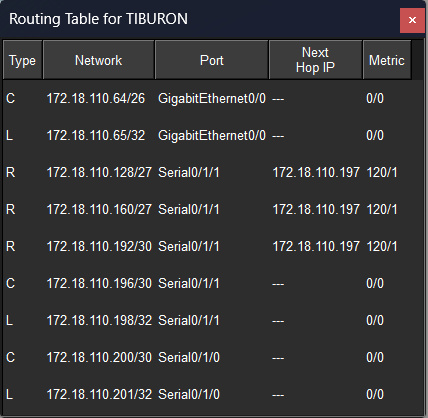 Routing Table for TIBURON
Type Network Port Next Hop IP Metric
C 172.18.110.64/26 GigabitEthernet0/0 --- 0/0
L 172.18.110.65/32 GigabitEthernet0/0 --- 0/0
R 172.18.110.128/27 Serial0/1/1 172.18.110.197 120/1
R 172.18.110.160/27 Serial0/1/1 172.18.110.197 120/1
R 172.18.110.192/30 Serial0/1/1 172.18.110.197 120/1
C 172.18.110.196/30 Serial0/1/1 --- 0/0
L 172.18.110.198/32 Serial0/1/1 --- 0/0
C 172.18.110.200/30 Serial0/1/0 --- 0/0
L 172.18.110.201/32 Serial0/1/0 --- 0/0